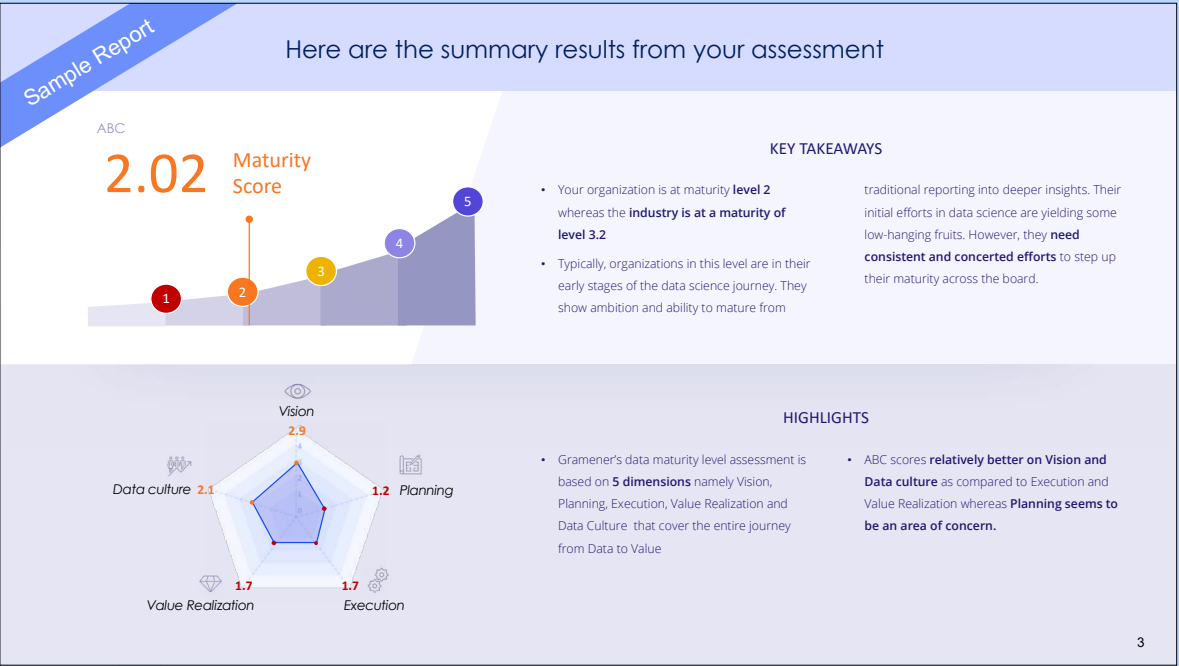 Sample Report
Here are the summary results from your assessment
ABC
2.02
Maturity
Score
1
2
3
4
5
KEY TAKEAWAYS
• Your organization is at maturity level 2
whereas the industry is at a maturity of
level 3.2
• Typically, organizations in this level are in their
early stages of the data science journey. They
show ambition and ability to mature from
traditional reporting into deeper insights. Their
initial efforts in data science are yielding some
low-hanging fruits. However, they need
consistent and concerted efforts to step up
their maturity across the board.
Vision
2.9
4
2
1
0
Data culture 2.1
1.2 Planning
1.7
1.7
Value Realization
Execution
HIGHLIGHTS
• Gramener's data maturity level assessment is
based on 5 dimensions namely Vision,
Planning, Execution, Value Realization and
Data Culture that cover the entire journey
from Data to Value
• ABC scores relatively better on Vision and
Data culture as compared to Execution and
Value Realization whereas Planning seems to
be an area of concern.
3